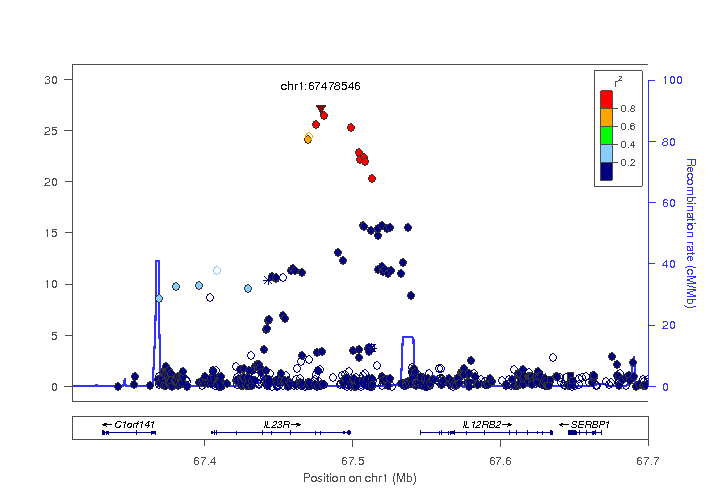 chr1:67478546
30
25
20
15
10
5
0
100
80
60
40
20
0
Recombination rate (cM/Mb)
r²
0.8
0.6
0.4
0.2
← C1orf141
IL23R →
IL12RB2 →
← SERBP1
67.4
67.5
67.6
67.7
Position on chr1 (Mb)